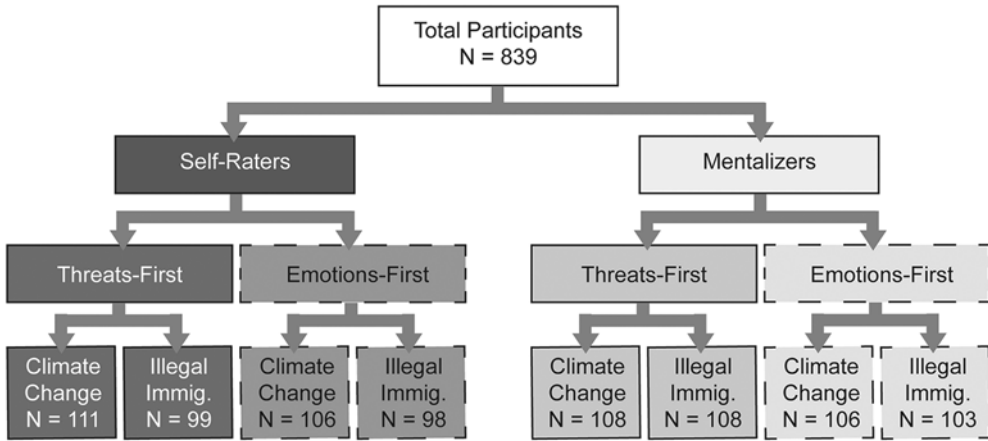 Total Participants
N = 839
Self-Raters
Mentalizers
Threats-First
Emotions-First
Threats-First
Emotions-First
Climate
Change
N = 111
Illegal
Immig.
N = 99
Climate
Change
N = 106
Illegal
Immig.
N = 98
Climate
Change
N = 108
Illegal
Immig.
N = 108
Climate
Change
N = 106
Illegal
Immig.
N = 103